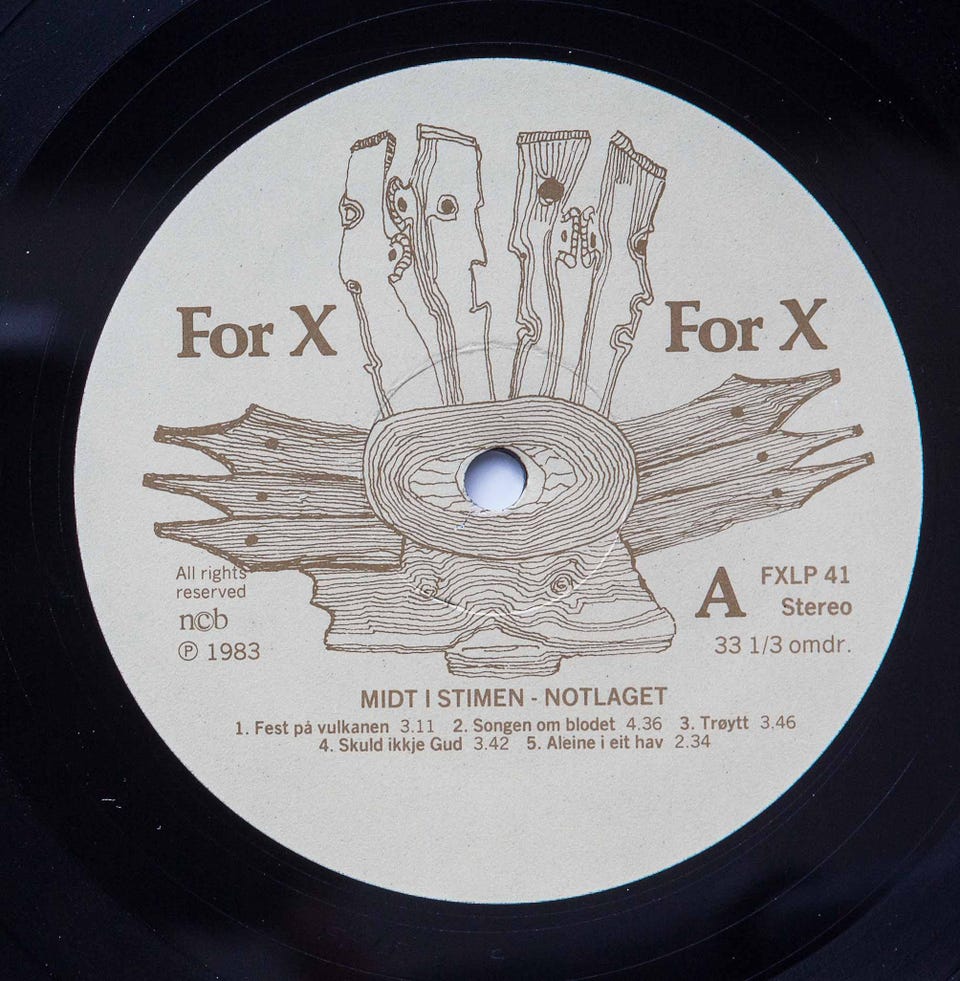 For X
For X
All rights
reserved
n©b
℗ 1983
A
FXLP 41
Stereo
33 1/3 omdr.
MIDT I STIMEN - NOTLAGET
1. Fest på vulkanen 3.11 2. Songen om blodet 4.36 3. Trøytt 3.46
4. Skuld ikkje Gud 3.42 5. Aleine i eit hav 2.34